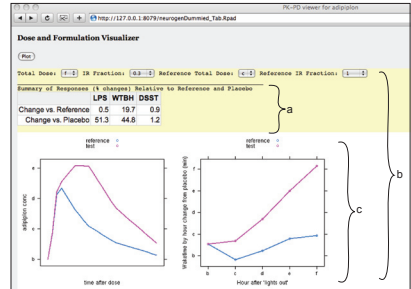 PK-PD viewer for adipiplon
http://127.0.0.1:8079/neurogenDummied_Tab.Rpad
Dose and Formulation Visualizer
Plot
Total Dose: f IR Fraction: 0.3 Reference Total Dose: c Reference IR Fraction: 1
Summary of Responses (% changes) Relative to Reference and Placebo
LPS WTBH DSST
Change vs. Reference 0.5 19.7 0.9
Change vs. Placebo 51.3 44.8 1.2
a
b
c
reference
test
adipiplon conc
e
d
c
b
time after dose
reference
test
Waketime by hour change from placebo (min)
f
e
d
c
b
b c d e f
Hour after 'lights out'